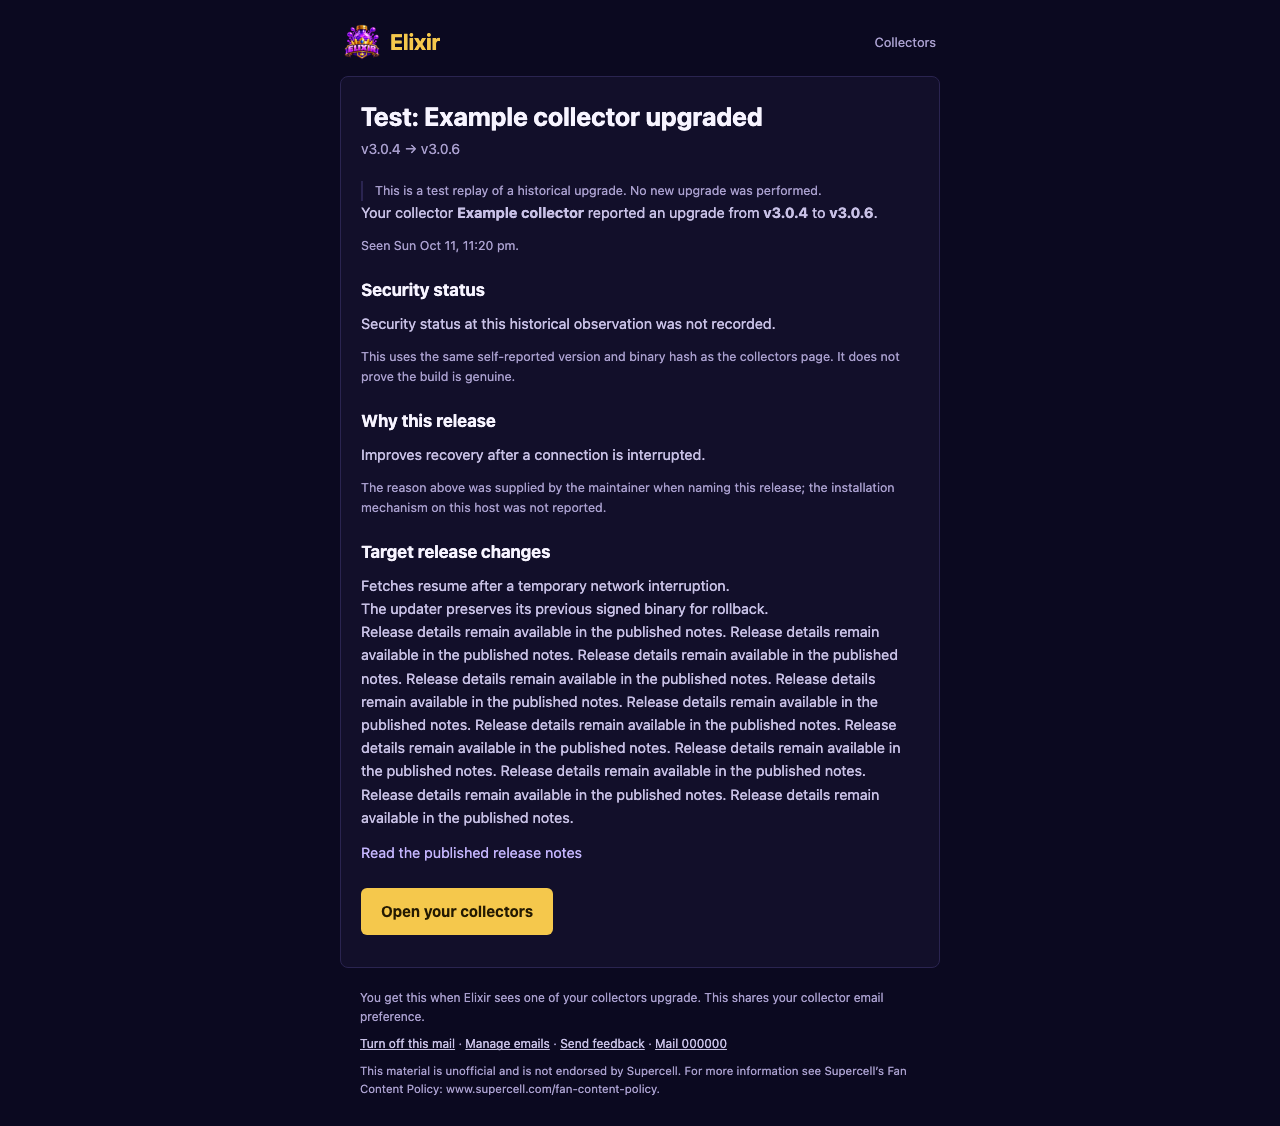 ELIXIR
Elixir
Collectors
Test: Example collector upgraded
v3.0.4 → v3.0.6
This is a test replay of a historical upgrade. No new upgrade was performed.
Your collector Example collector reported an upgrade from v3.0.4 to v3.0.6.
Seen Sun Oct 11, 11:20 pm.
Security status
Security status at this historical observation was not recorded.
This uses the same self-reported version and binary hash as the collectors page. It does not
prove the build is genuine.
Why this release
Improves recovery after a connection is interrupted.
The reason above was supplied by the maintainer when naming this release; the installation
mechanism on this host was not reported.
Target release changes
Fetches resume after a temporary network interruption.
The updater preserves its previous signed binary for rollback.
Release details remain available in the published notes. Release details remain
available in the published notes. Release details remain available in the published
notes. Release details remain available in the published notes. Release details
remain available in the published notes. Release details remain available in the
published notes. Release details remain available in the published notes. Release
details remain available in the published notes. Release details remain available in
the published notes. Release details remain available in the published notes.
Release details remain available in the published notes. Release details remain
available in the published notes.
Read the published release notes
Open your collectors
You get this when Elixir sees one of your collectors upgrade. This shares your collector email
preference.
Turn off this mail · Manage emails · Send feedback · Mail 000000
This material is unofficial and is not endorsed by Supercell. For more information see Supercell’s Fan
Content Policy: www.supercell.com/fan-content-policy.